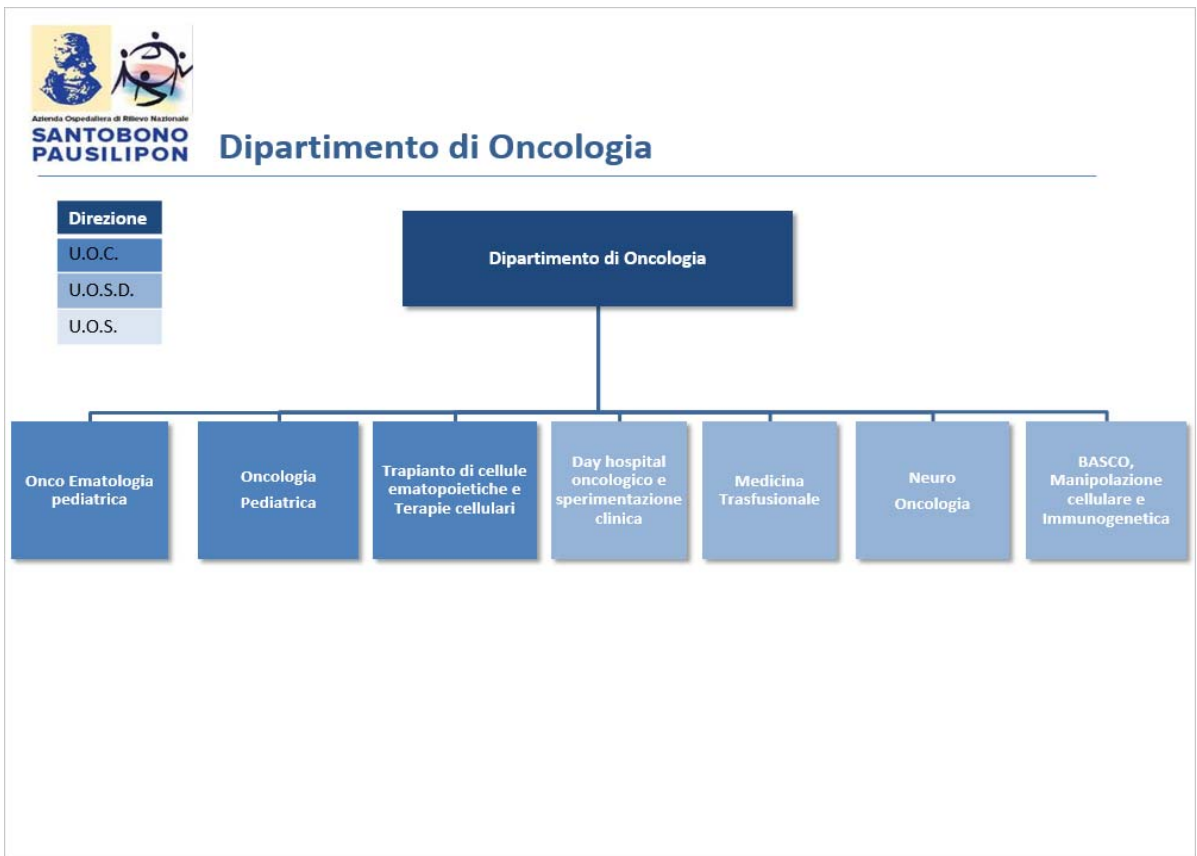 Azienda Ospedaliera di Rilievo Nazionale
SANTOBONO
PAUSILIPON
Dipartimento di Oncologia
Direzione
U.O.C.
U.O.S.D.
U.O.S.
Dipartimento di Oncologia
Onco Ematologia
pediatrica
Oncologia
Pediatrica
Trapianto di cellule
ematopoietiche e
Terapie cellulari
Day hospital
oncologico e
sperimentazione
clinica
Medicina
Trasfusionale
Neuro
Oncologia
BASCO,
Manipolazione
cellulare e
Immunogenetica